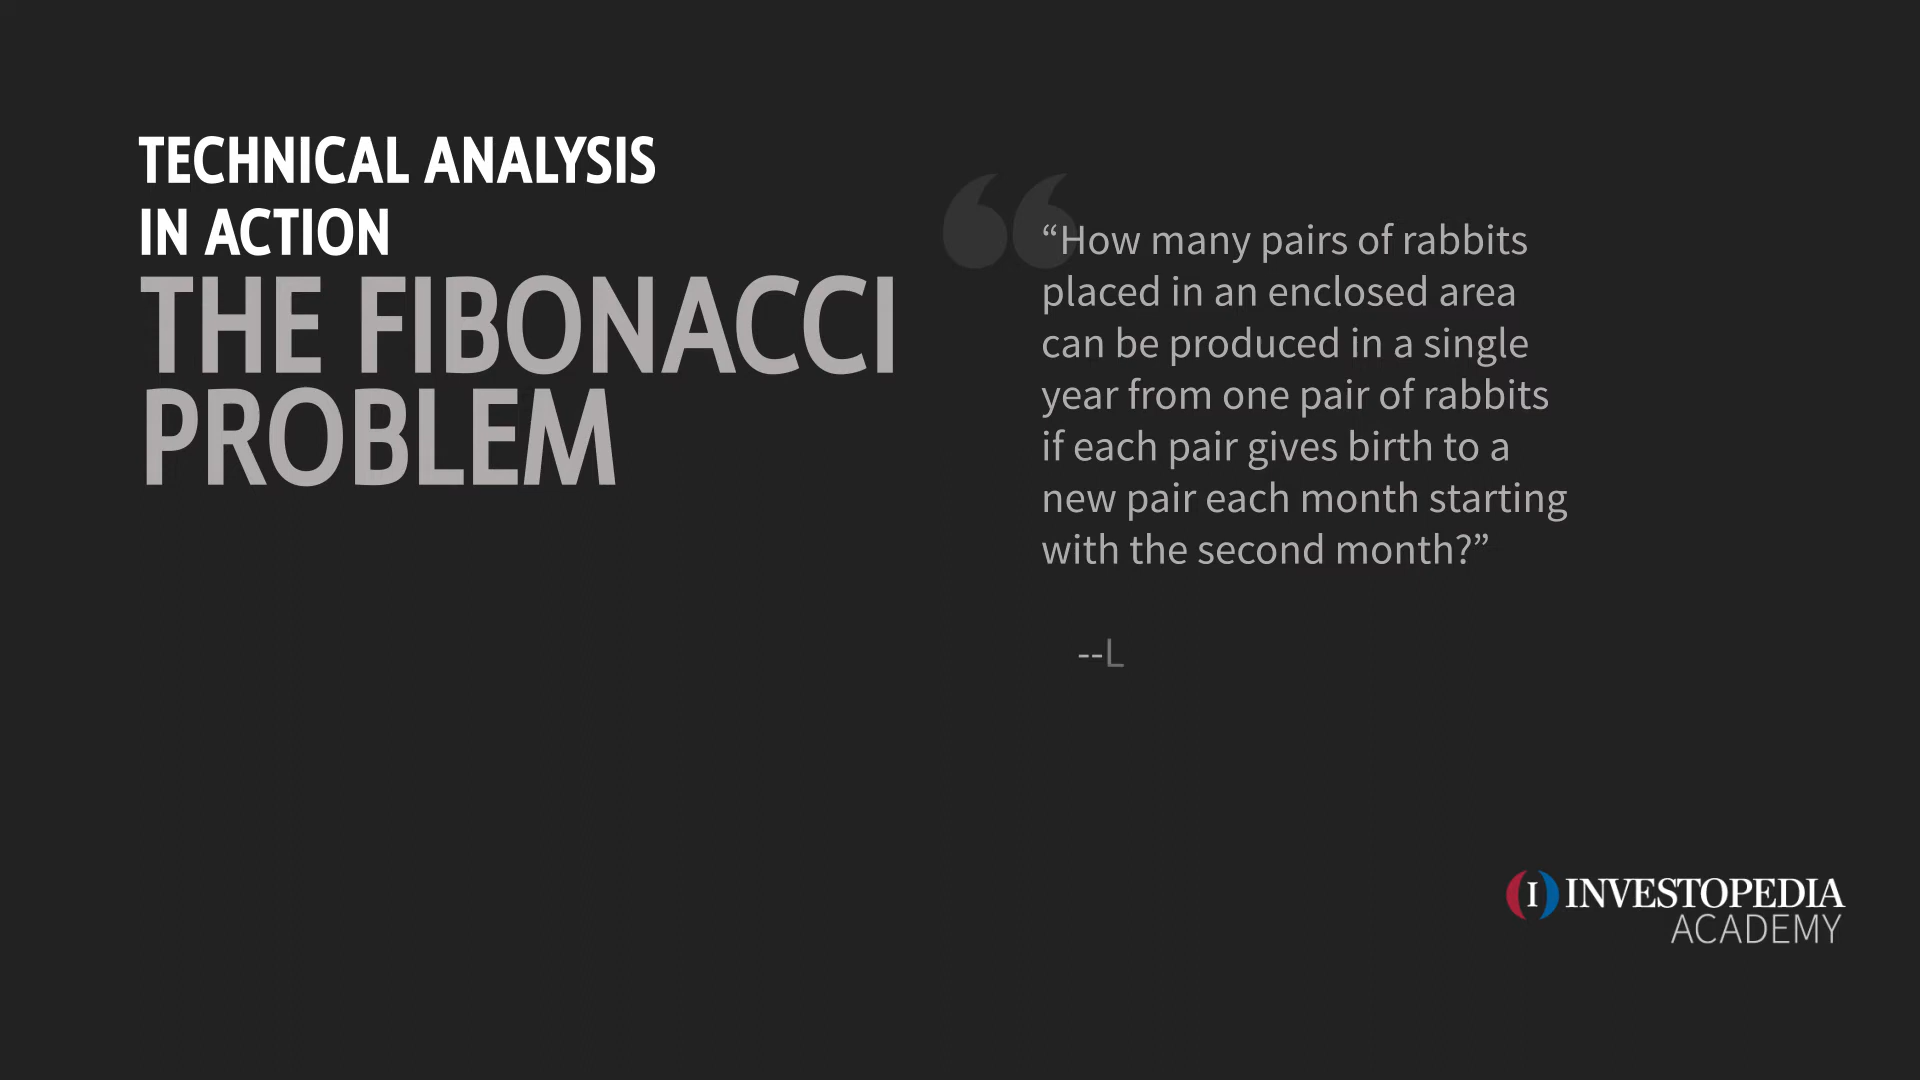 TECHNICAL ANALYSIS
IN ACTION
THE FIBONACCI
PROBLEM
“How many pairs of rabbits
placed in an enclosed area
can be produced in a single
year from one pair of rabbits
if each pair gives birth to a
new pair each month starting
with the second month?”
--L
(I) INVESTOPEDIA
ACADEMY